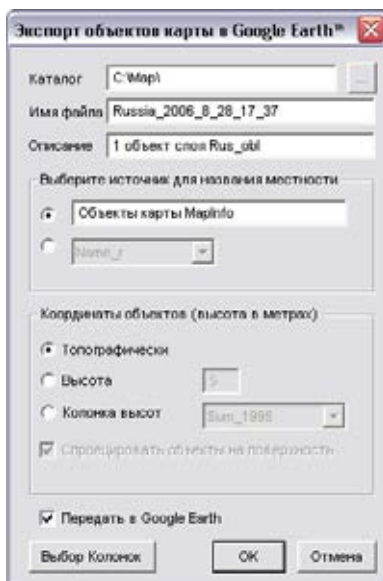 Экспорт объектов карты в Google Earth™
Каталог C:\Map\ ...
Имя файла Russia_2006_8_28_17_37
Описание 1 объект слоя Rus_obl
Выберите источник для названия местности
Объекты карты MapInfo
Name_r
Координаты объектов (высота в метрах)
Топографически
Высота 5
Колонка высот Sum_1995
Спроецировать объекты на поверхность
Передать в Google Earth
Выбор Колонок OK Отмена